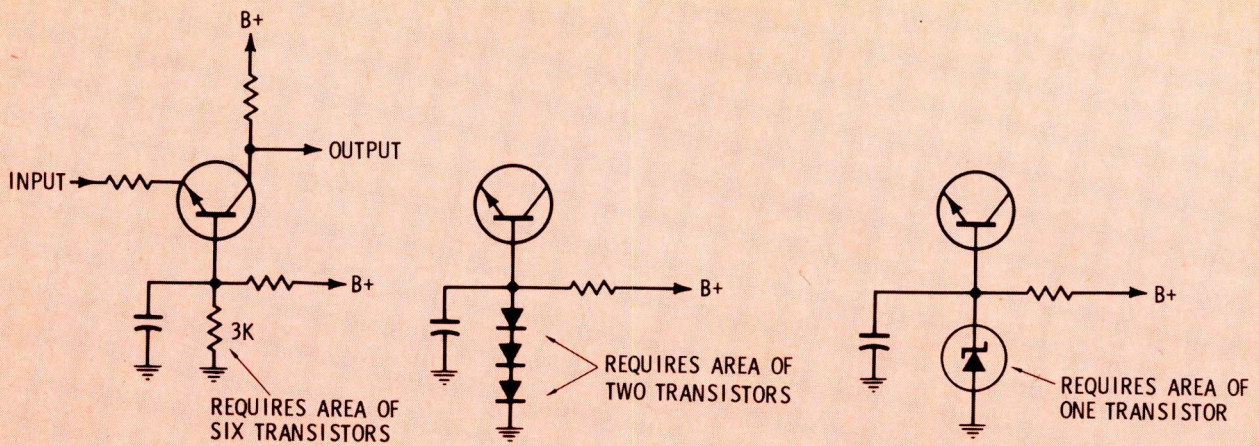 B+
OUTPUT
INPUT
B+
3K
REQUIRES AREA OF
SIX TRANSISTORS
B+
REQUIRES AREA OF
TWO TRANSISTORS
B+
REQUIRES AREA OF
ONE TRANSISTOR